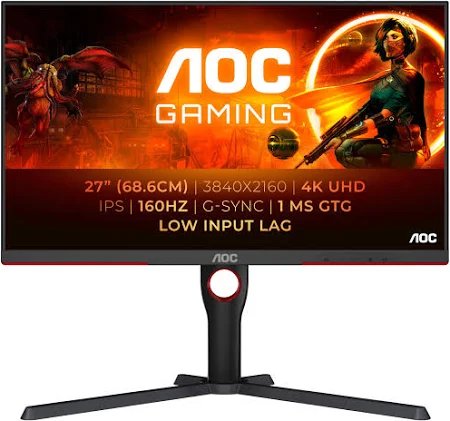 AOC
GAMING
27" (68.6CM) | 3840X2160 | 4K UHD
IPS | 160HZ | G-SYNC | 1 MS GTG
LOW INPUT LAG
AOC
AOC